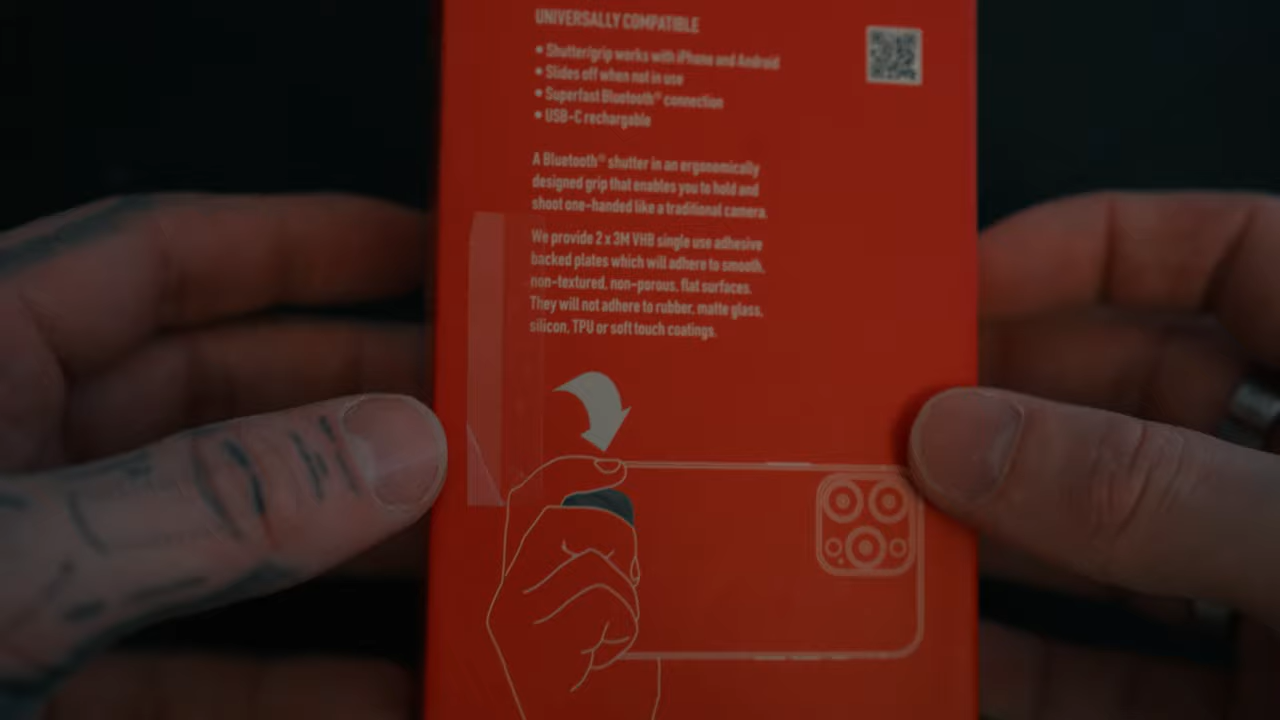 UNIVERSALLY COMPATIBLE
• Shutter/grip works with iPhone and Android
• Slides off when not in use
• Superfast Bluetooth® connection
• USB-C rechargable
A Bluetooth® shutter in an ergonomically
designed grip that enables you to hold and
shoot one-handed like a traditional camera.
We provide 2 x 3M VHB single use adhesive
backed plates which will adhere to smooth,
non-textured, non-porous, flat surfaces.
They will not adhere to rubber, matte glass,
silicon, TPU or soft touch coatings.